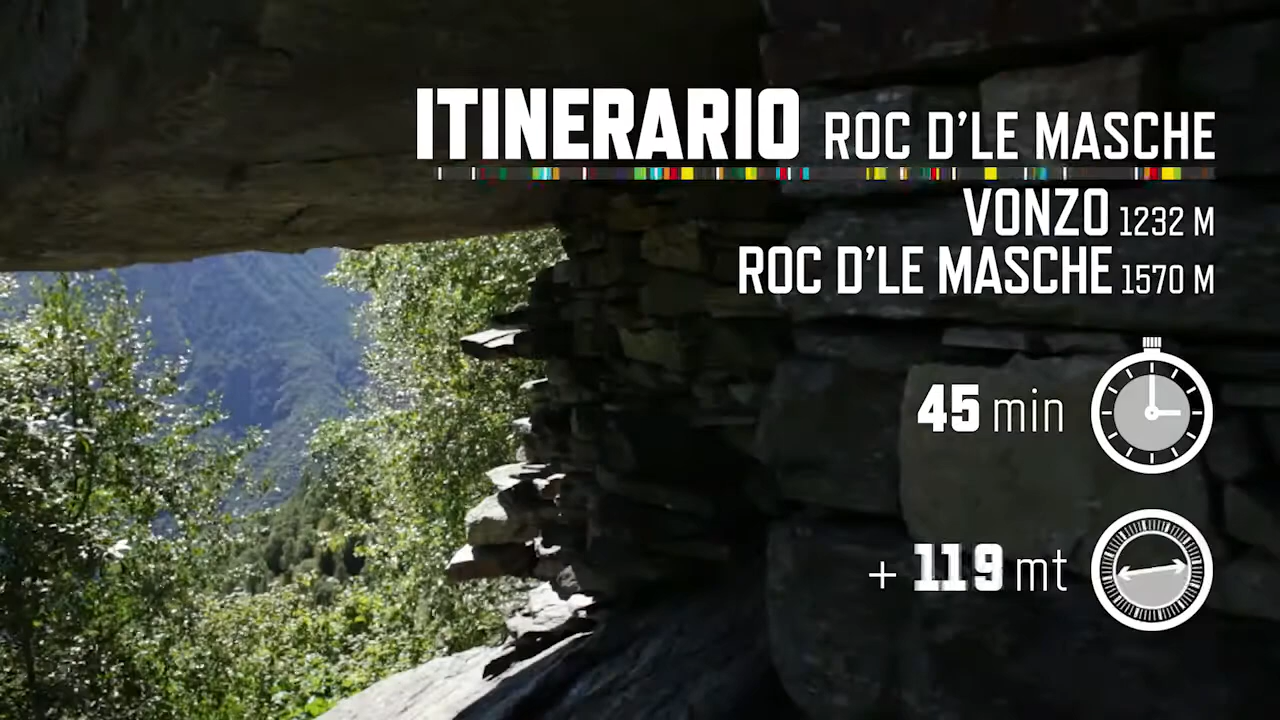 ITINERARIO ROC D'LE MASCHE
VONZO 1232 M
ROC D'LE MASCHE 1570 M
45 min
+ 119 mt